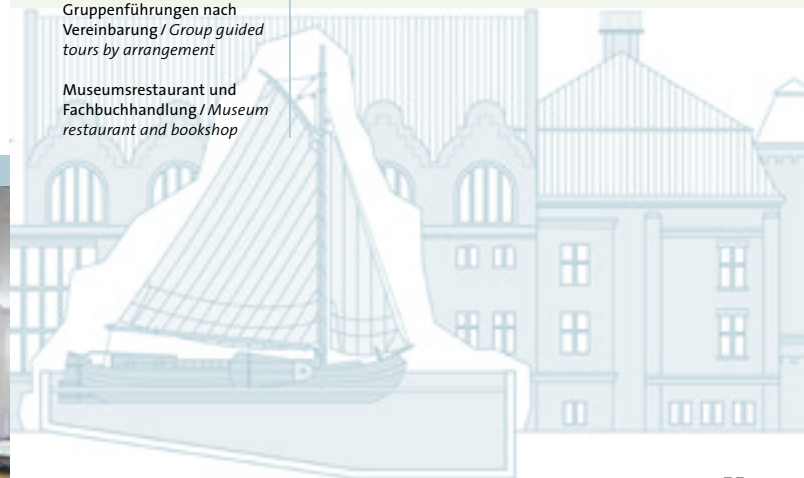 Gruppenführungen nach
Vereinbarung / Group guided
tours by arrangement
Museumsrestaurant und
Fachbuchhandlung / Museum
restaurant and bookshop